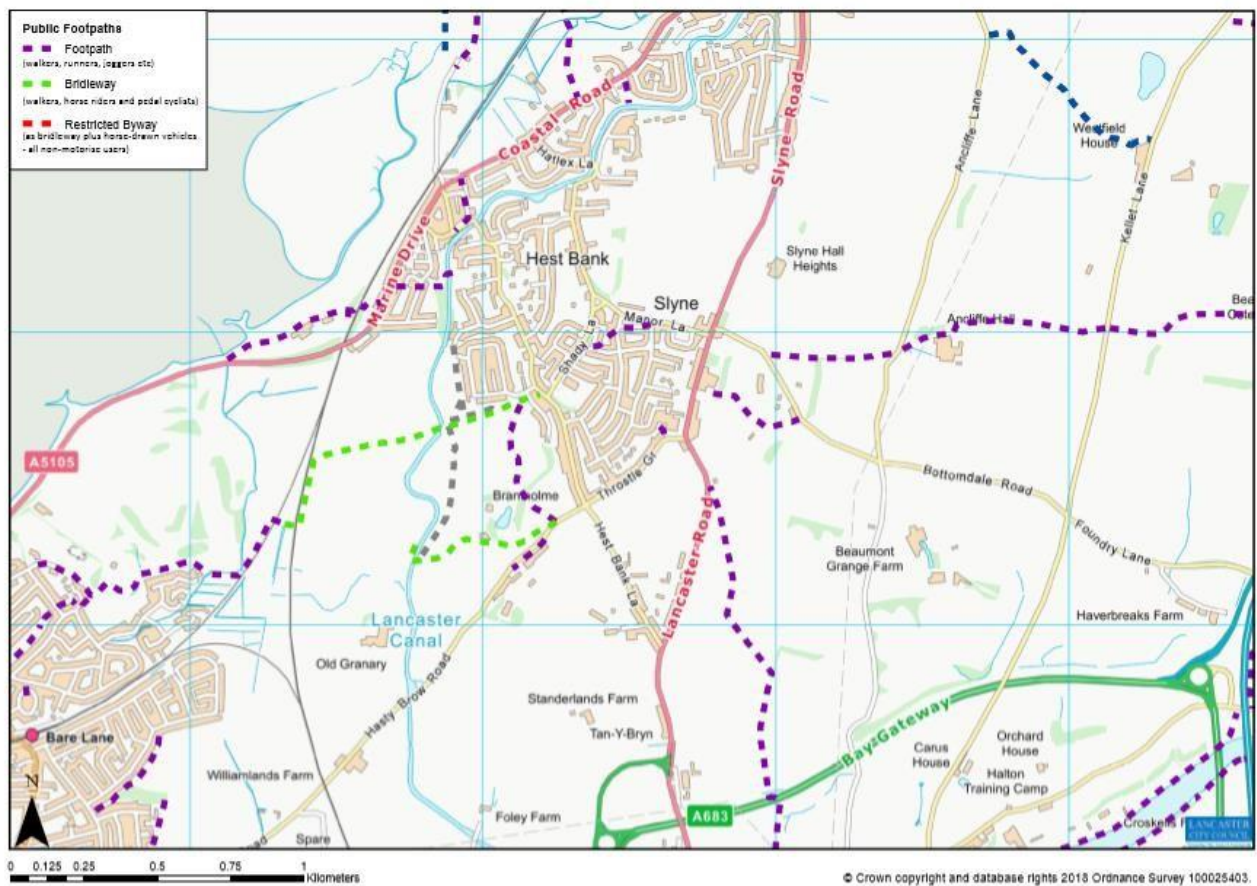 Public Footpaths
Footpath
(walkers, runners, joggers etc)
Bridleway
(walkers, horse riders and pedal cyclists)
Restricted Byway
(as bridleway plus horse-drawn vehicles
- all non-motorise users)
Coastal Road
Hatlex La
Slyne Road
Ancliffe Lane
Westfield
House
Kellet Lane
Marine Drive
Hest Bank
Slyne Hall
Heights
Slyne
Manor La
Shady La
Ancliffe Hall
A5105
Throstle Gr
Bottomdale Road
Foundry Lane
Hest Bank La
Lancaster Road
Beaumont
Grange Farm
Haverbreaks Farm
Lancaster
Canal
Old Granary
Hasty Brow Road
Standerlands Farm
Tan-Y-Bryn
Bay Gateway
Bare Lane
Williamlands Farm
Carus
House
Orchard
House
Halton
Training Camp
Foley Farm
A683
Spare
N
LANCASTER
CITY COUNCIL
0 0.125 0.25 0.5 0.75 1
Kilometers
© Crown copyright and database rights 2018 Ordnance Survey 100025403.